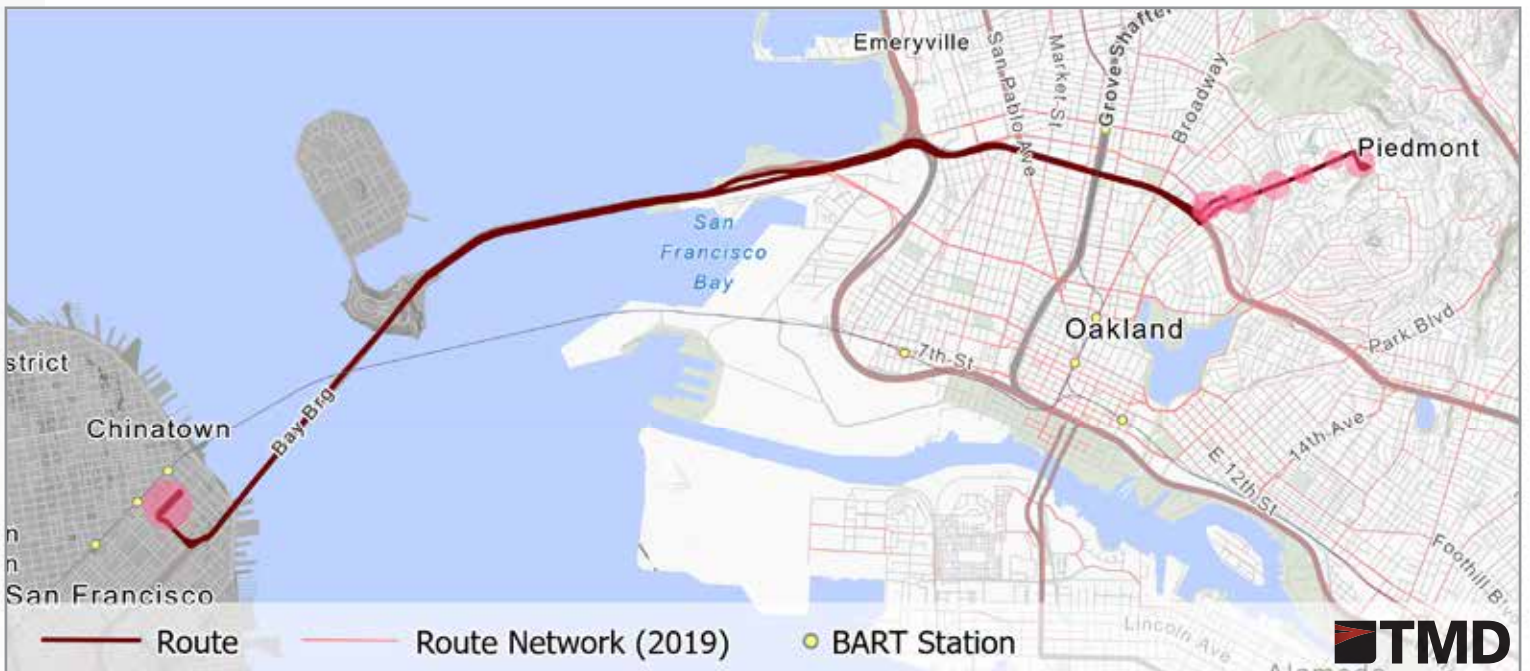 Emeryville
San Pablo Ave
Market St
Grove Shafter
Broadway
Piedmont
San
Francisco
Bay
Oakland
Park Blvd
7th St
strict
Chinatown
Bay Brg
14th Ave
E 12th St
Foothill Blv
n
n
San Francisco
Lincoln Ave
Alameda
Route
Route Network (2019)
BART Station
TMD